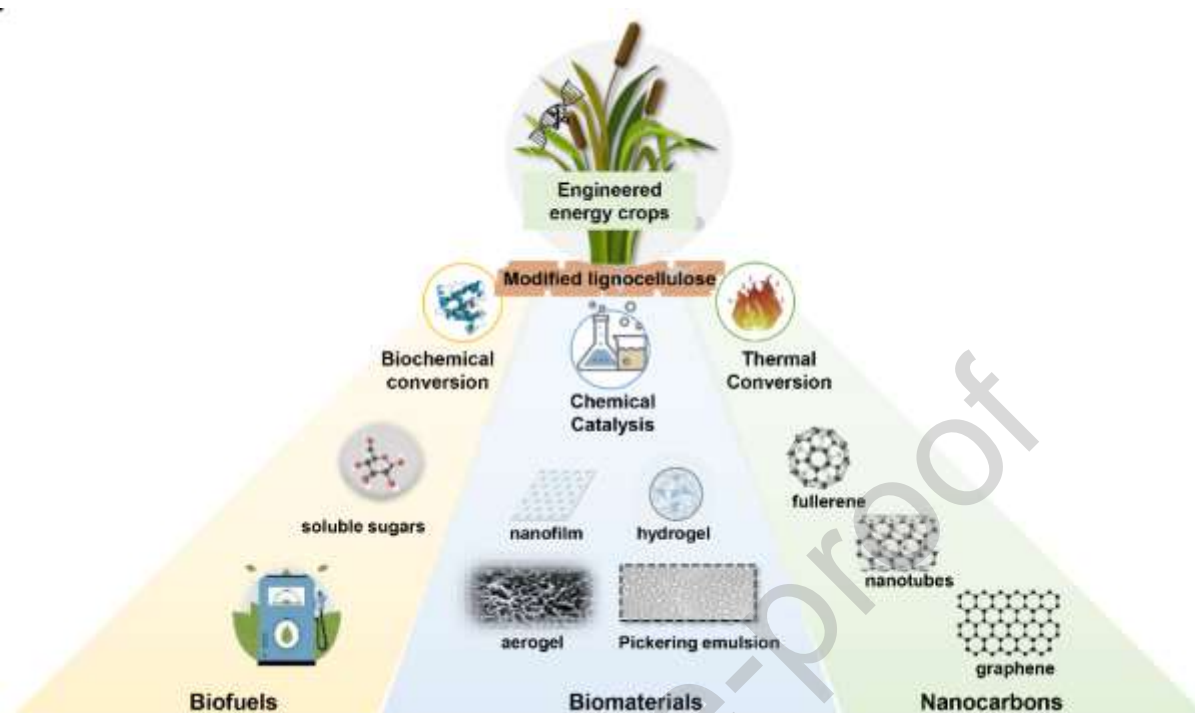 Engineered
energy crops
Modified lignocellulose
Biochemical
conversion
Chemical
Catalysis
Thermal
Conversion
soluble sugars
nanofilm
hydrogel
fullerene
nanotubes
aerogel
Pickering emulsion
graphene
Biofuels
Biomaterials
Nanocarbons
e-proof